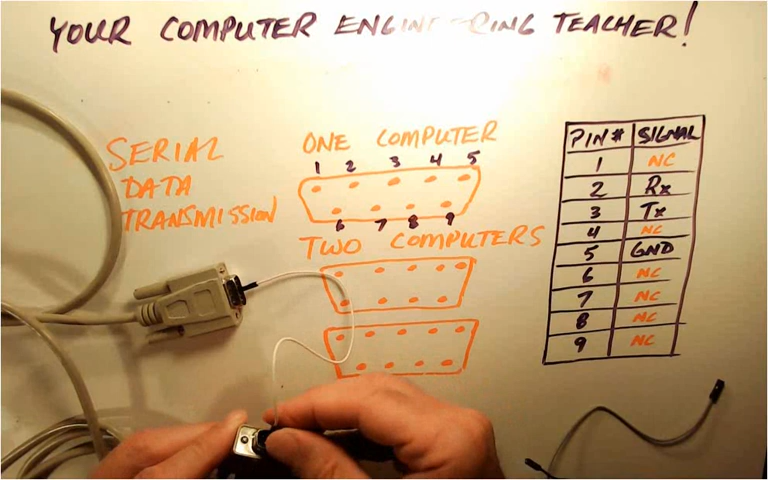 YOUR COMPUTER ENGINEERING TEACHER!
SERIAL
DATA
TRANSMISSION
ONE COMPUTER
1 2 3 4 5
6 7 8 9
TWO COMPUTERS
PIN# SIGNAL
1 NC
2 Rx
3 Tx
4 NC
5 GND
6 NC
7 NC
8 NC
9 NC